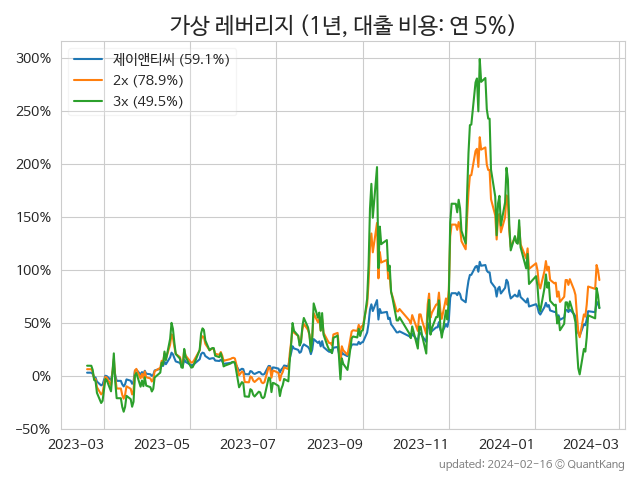 가상 레버리지 (1년, 대출 비용: 연 5%)
300%
250%
200%
150%
100%
50%
0%
−50%
제이앤티씨 (59.1%)
2x (78.9%)
3x (49.5%)
2023-03 2023-05 2023-07 2023-09 2023-11 2024-01 2024-03
updated: 2024-02-16 © QuantKang